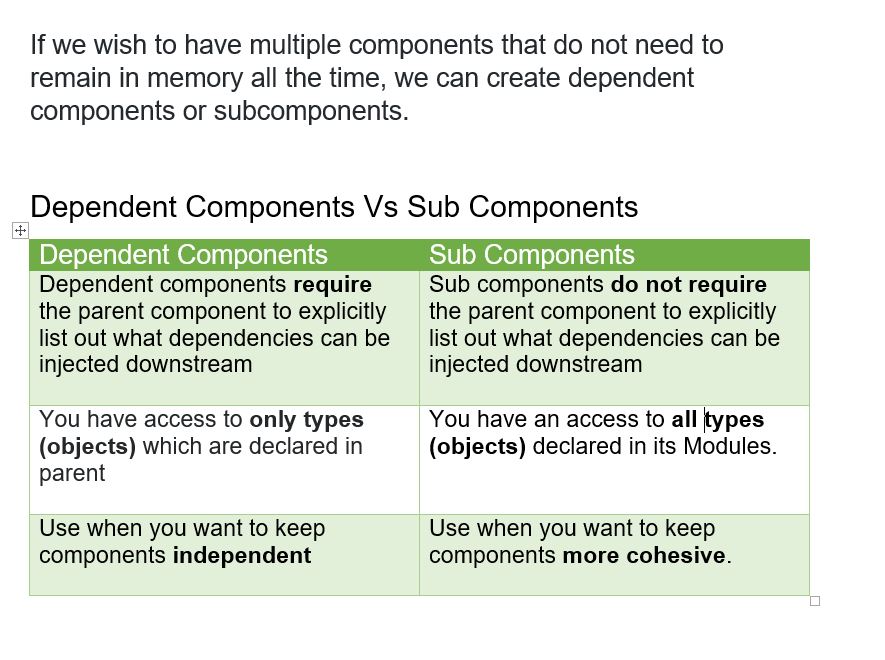 If we wish to have multiple components that do not need to
remain in memory all the time, we can create dependent
components or subcomponents.
Dependent Components Vs Sub Components
Dependent Components
Sub Components
Dependent components require
the parent component to explicitly
list out what dependencies can be
injected downstream
Sub components do not require
the parent component to explicitly
list out what dependencies can be
injected downstream
You have access to only types
(objects) which are declared in
parent
You have an access to all types
(objects) declared in its Modules.
Use when you want to keep
components independent
Use when you want to keep
components more cohesive.